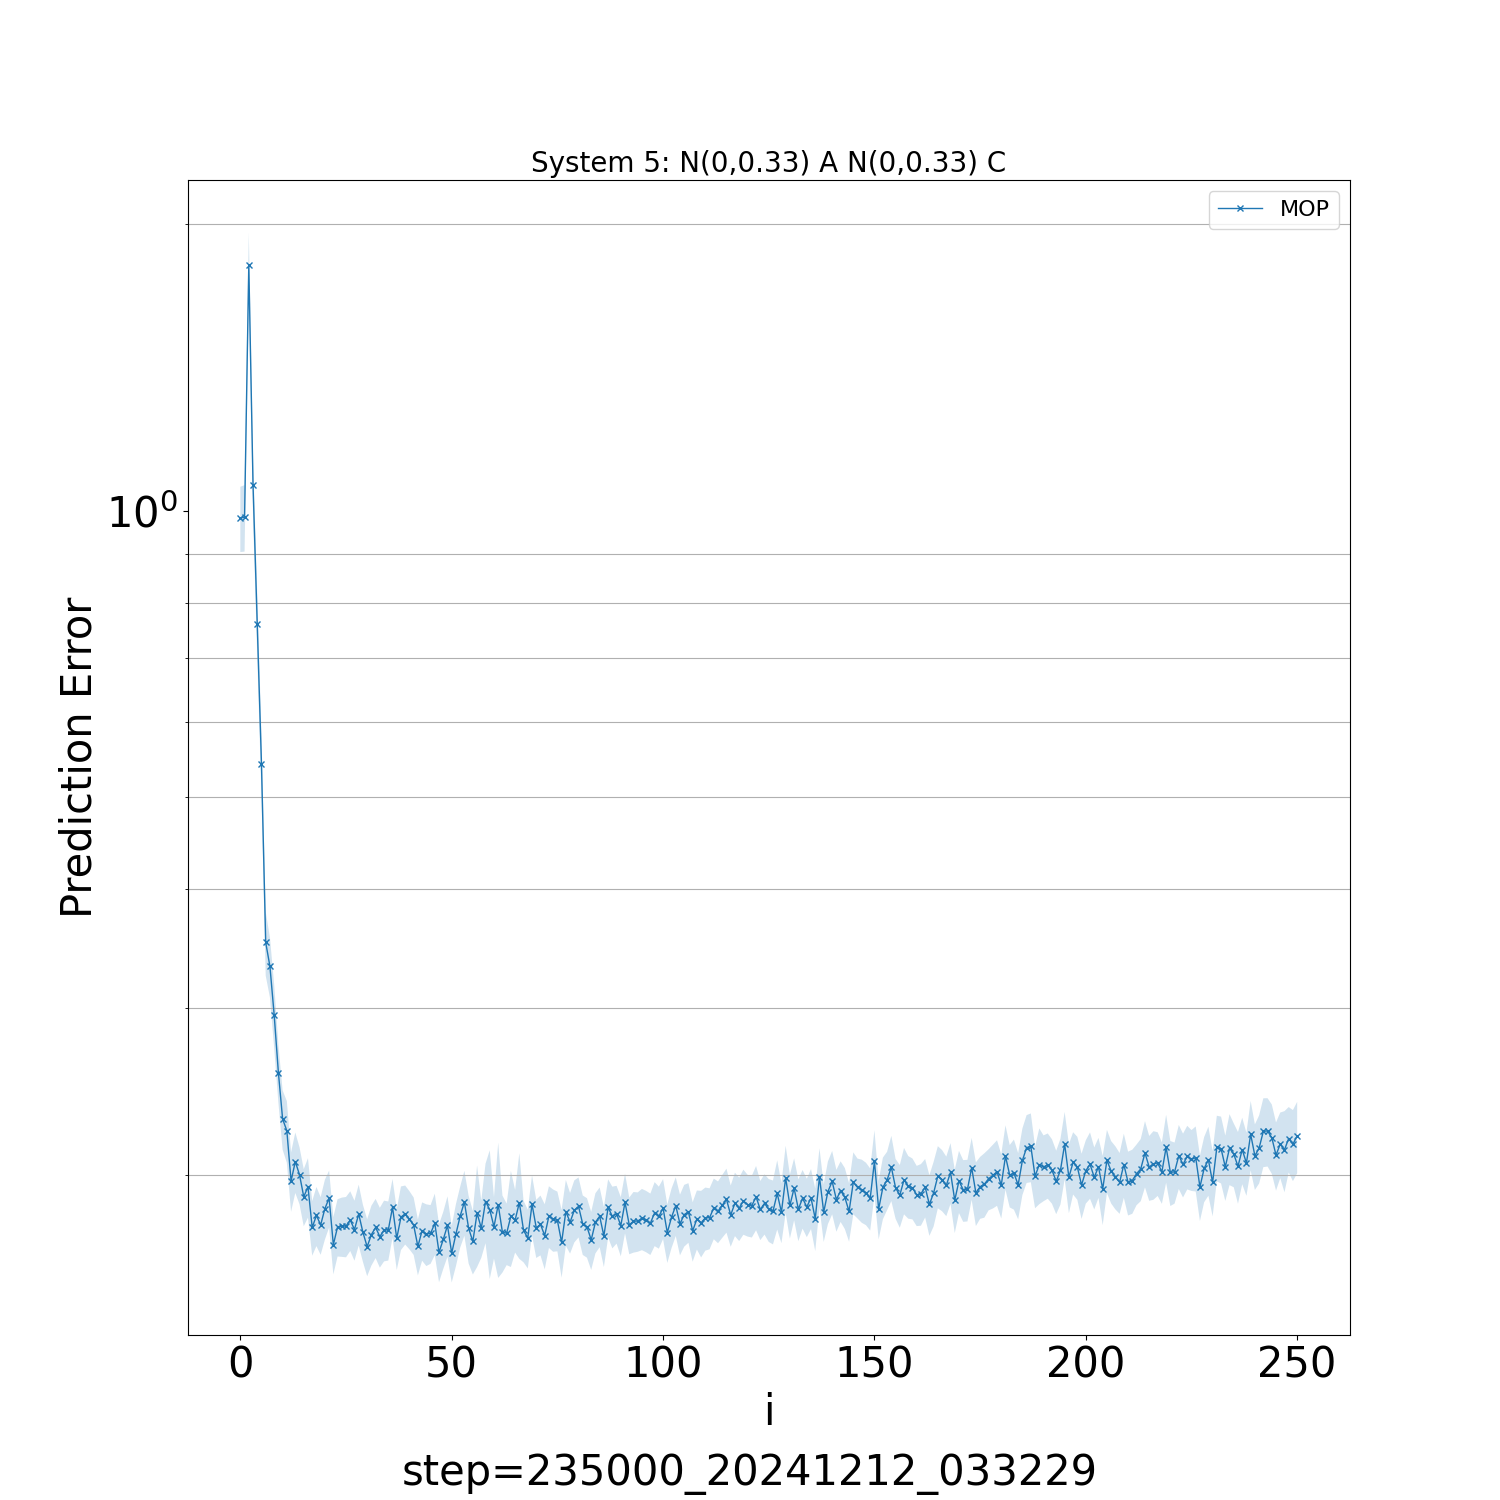 System 5: N(0,0.33) A N(0,0.33) C
MOP
10⁰
Prediction Error
0 50 100 150 200 250
i
step=235000_20241212_033229